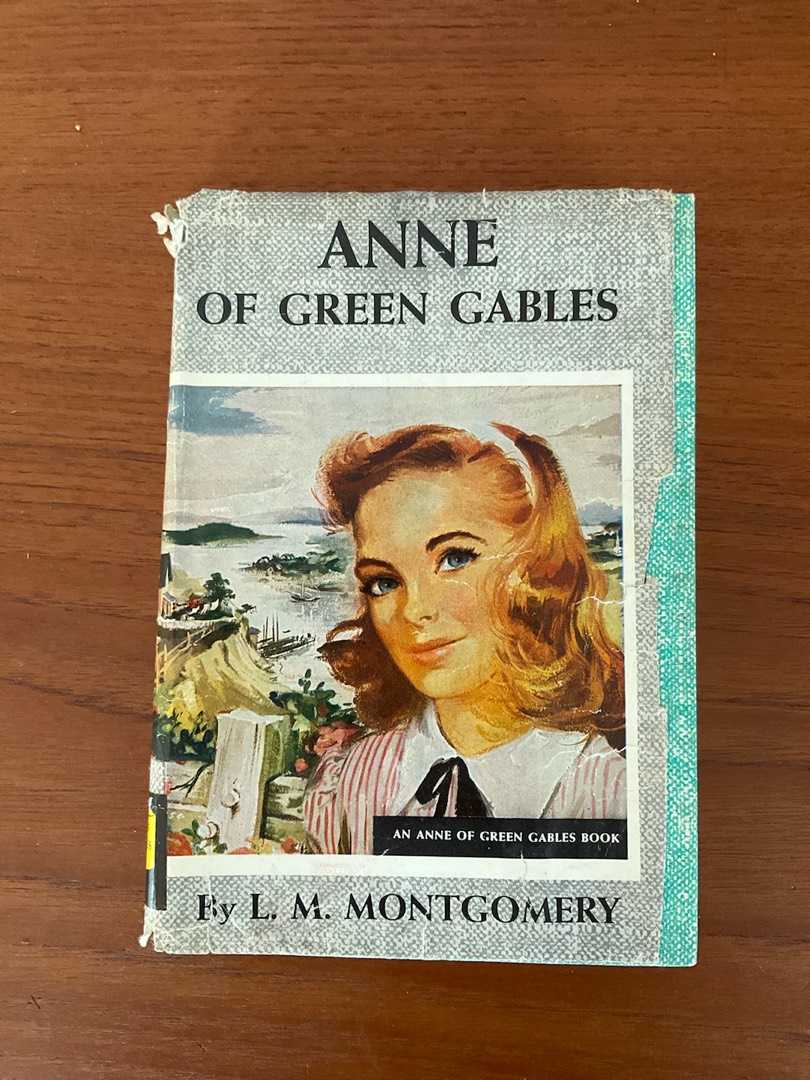 ANNE
OF GREEN GABLES
AN ANNE OF GREEN GABLES BOOK
By L. M. MONTGOMERY